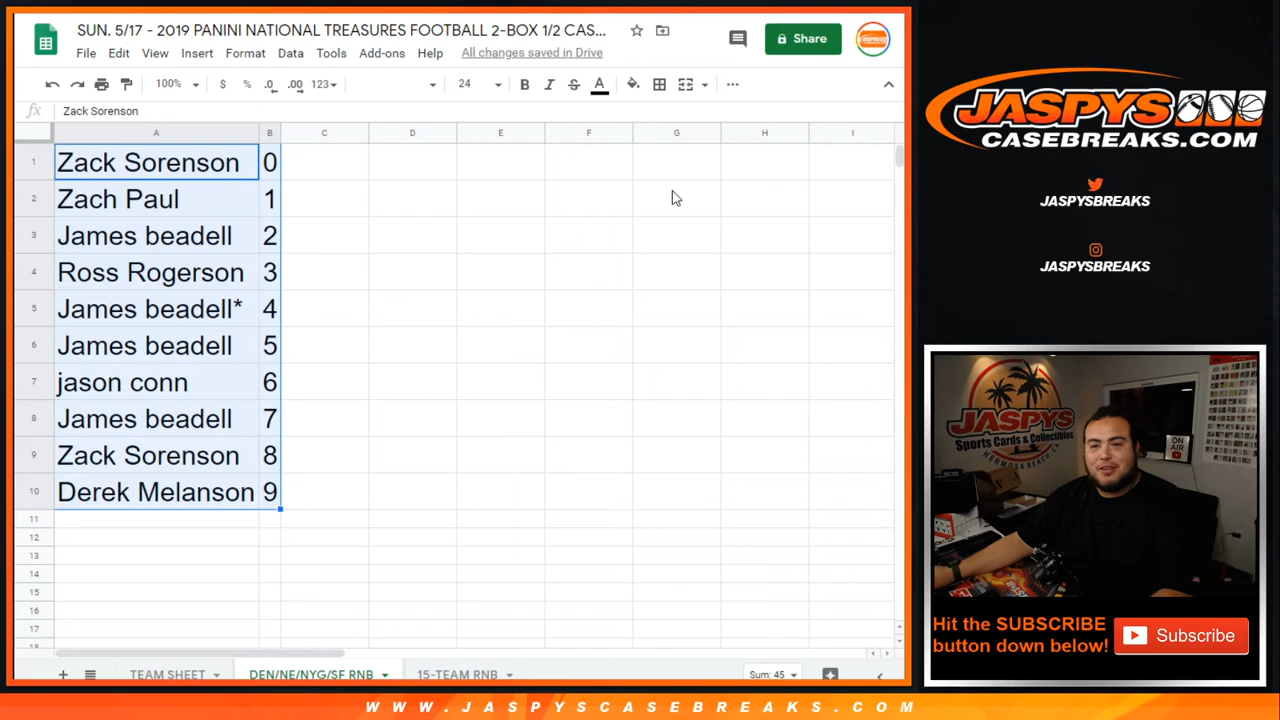 SUN. 5/17 - 2019 PANINI NATIONAL TREASURES FOOTBALL 2-BOX 1/2 CAS...
Share
File Edit View Insert Format Data Tools Add-ons Help All changes saved in Drive
100% $ % .0 .00 123 24 B I S A ...
fx Zack Sorenson
A B C D E F G H I
1 Zack Sorenson 0
2 Zach Paul 1
3 James beadell 2
4 Ross Rogerson 3
5 James beadell* 4
6 James beadell 5
7 jason conn 6
8 James beadell 7
9 Zack Sorenson 8
10 Derek Melanson 9
11
12
13
14
15
16
17
18
+ TEAM SHEET DEN/NE/NYG/SF RNB 15-TEAM RNB Sum: 45
JASPYS
CASEBREAKS.COM
JASPYSBREAKS
JASPYSBREAKS
JASPYS
Sports Cards & Collectibles
HERMOSA BEACH CA
ON AIR
Hit the SUBSCRIBE
button down below!
Subscribe
WWW.JASPYSCASEBREAKS.COM